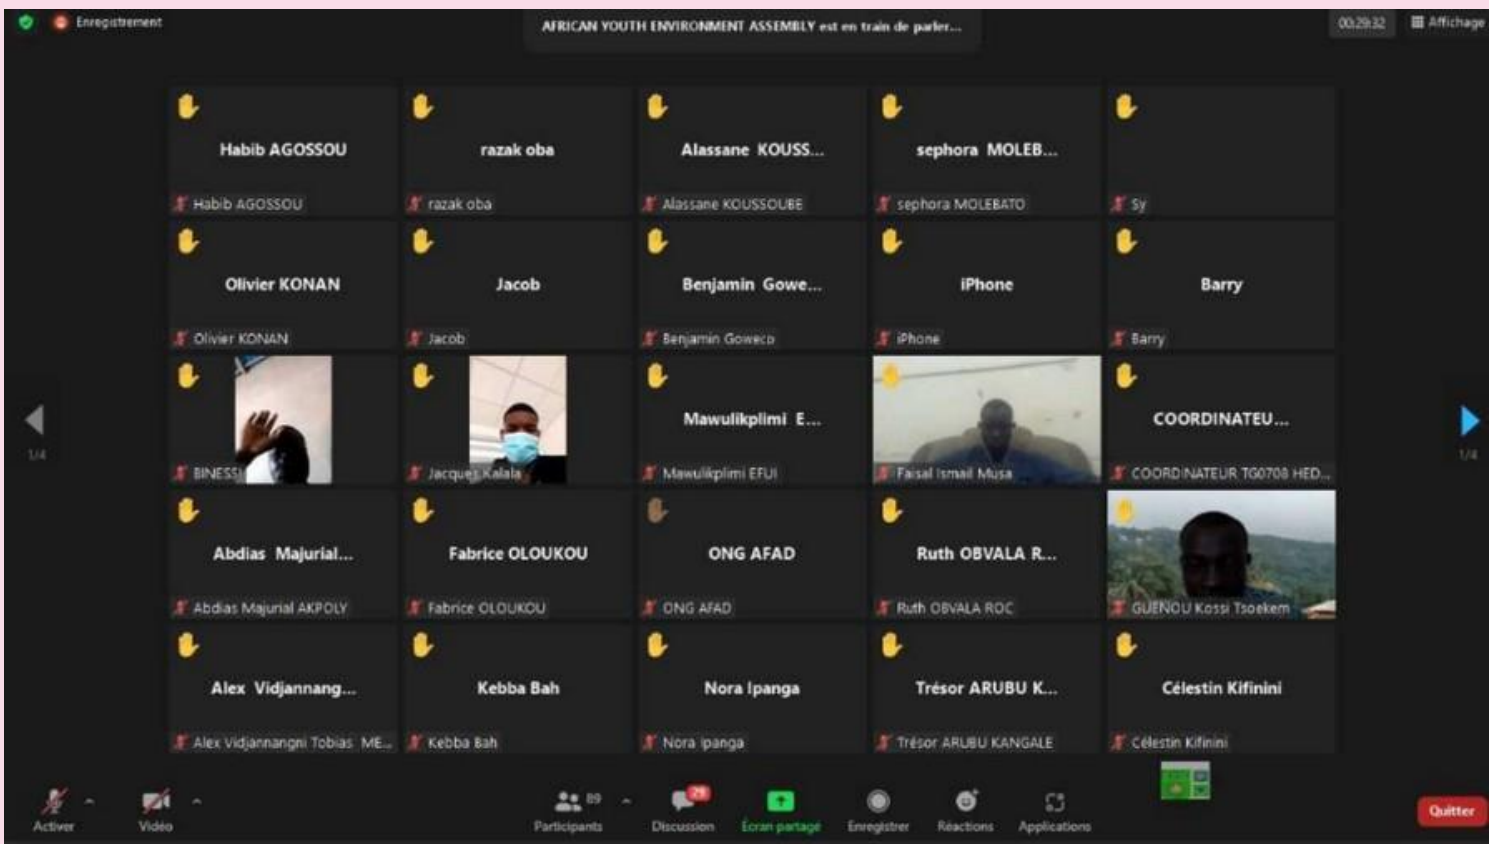 Enregistrement
AFRICAN YOUTH ENVIRONMENT ASSEMBLY est en train de parler...
00:29:32
Affichage
Habib AGOSSOU
razak oba
Alassane KOUSS...
sephora MOLEB...
Habib AGOSSOU
razak oba
Alassane KOUSSOUBE
sephora MOLEBATO
Sy
Olivier KONAN
Jacob
Benjamin Gowe...
iPhone
Barry
Olivier KONAN
Jacob
Benjamin Goweco
iPhone
Barry
Mawulikplimi E...
COORDINATEU...
1/4
1/4
BINESSI
Jacques Kalala
Mawulikplimi EFUI
Faisal Ismail Musa
COORDINATEUR TG0708 HED...
Abdias Majurial...
Fabrice OLOUKOU
ONG AFAD
Ruth OBVALA R...
Abdias Majurial AKPOLY
Fabrice OLOUKOU
ONG AFAD
Ruth OBVALA ROC
GUENOU Kossi Tsoekem
Alex Vidjannang...
Kebba Bah
Nora Ipanga
Trésor ARUBU K...
Célestin Kifinini
Alex Vidjannangni Tobias ME...
Kebba Bah
Nora Ipanga
Trésor ARUBU KANGALE
Célestin Kifinini
Activer
Vidéo
89
Participants
29
Discussion
Écran partagé
Enregistrer
Réactions
Applications
Quitter